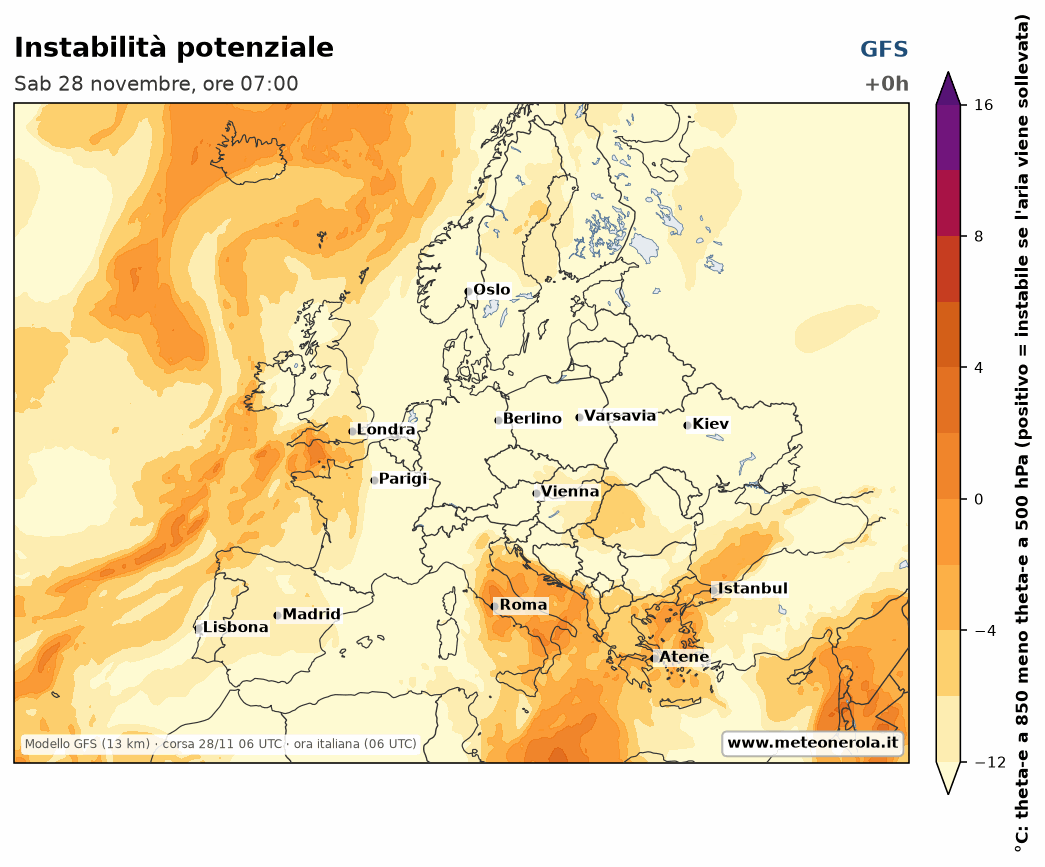 Instabilità potenziale
GFS
Sab 28 novembre, ore 07:00
+0h
Oslo
Londra
Berlino
Varsavia
Kiev
Parigi
Vienna
Istanbul
Roma
Madrid
Lisbona
Atene
Modello GFS (13 km) · corsa 28/11 06 UTC · ora italiana (06 UTC)
www.meteonerola.it
16
8
4
0
−4
−12
°C: theta-e a 850 meno theta-e a 500 hPa (positivo = instabile se l'aria viene sollevata)